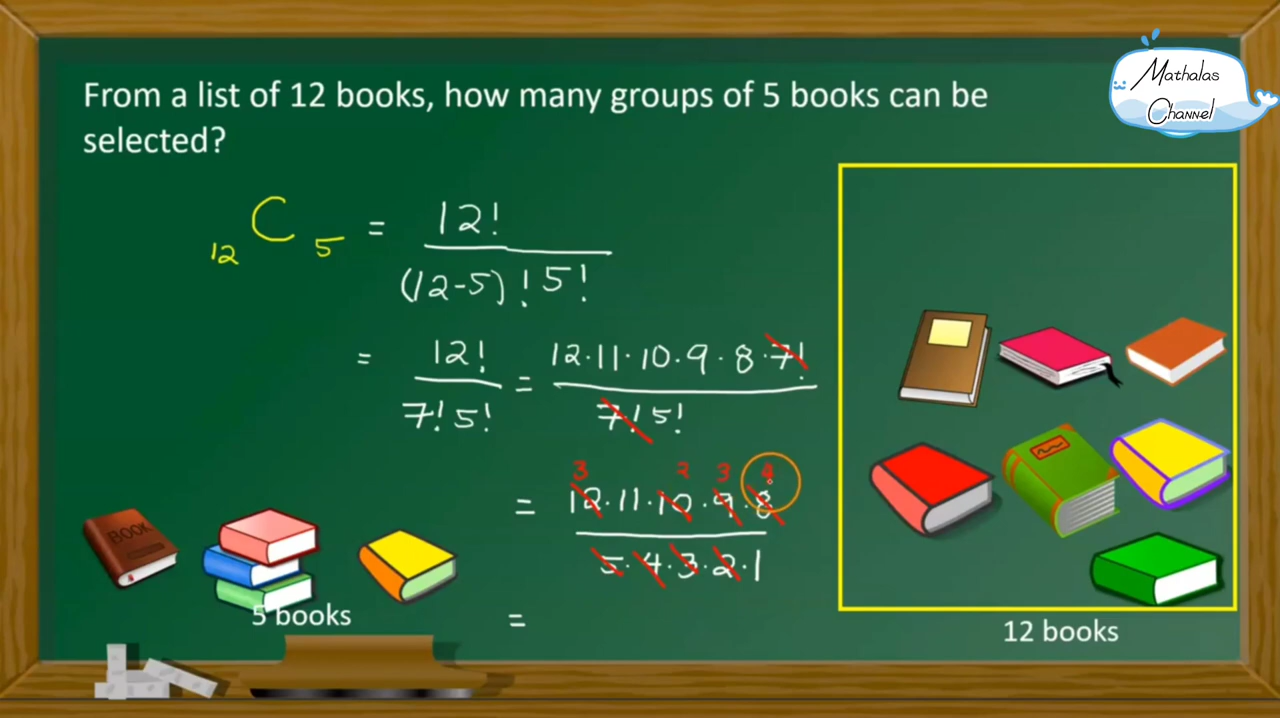 From a list of 12 books, how many groups of 5 books can be
selected?
Mathalas
Channel
12 C 5 = 12!
(12-5)! 5!
= 12! = 12·11·10·9·8·7!
7! 5! 7! 5!
3 2 3 4
= 12·11·10·9·8
5·4·3·2·1
=
BOOK
5 books
12 books